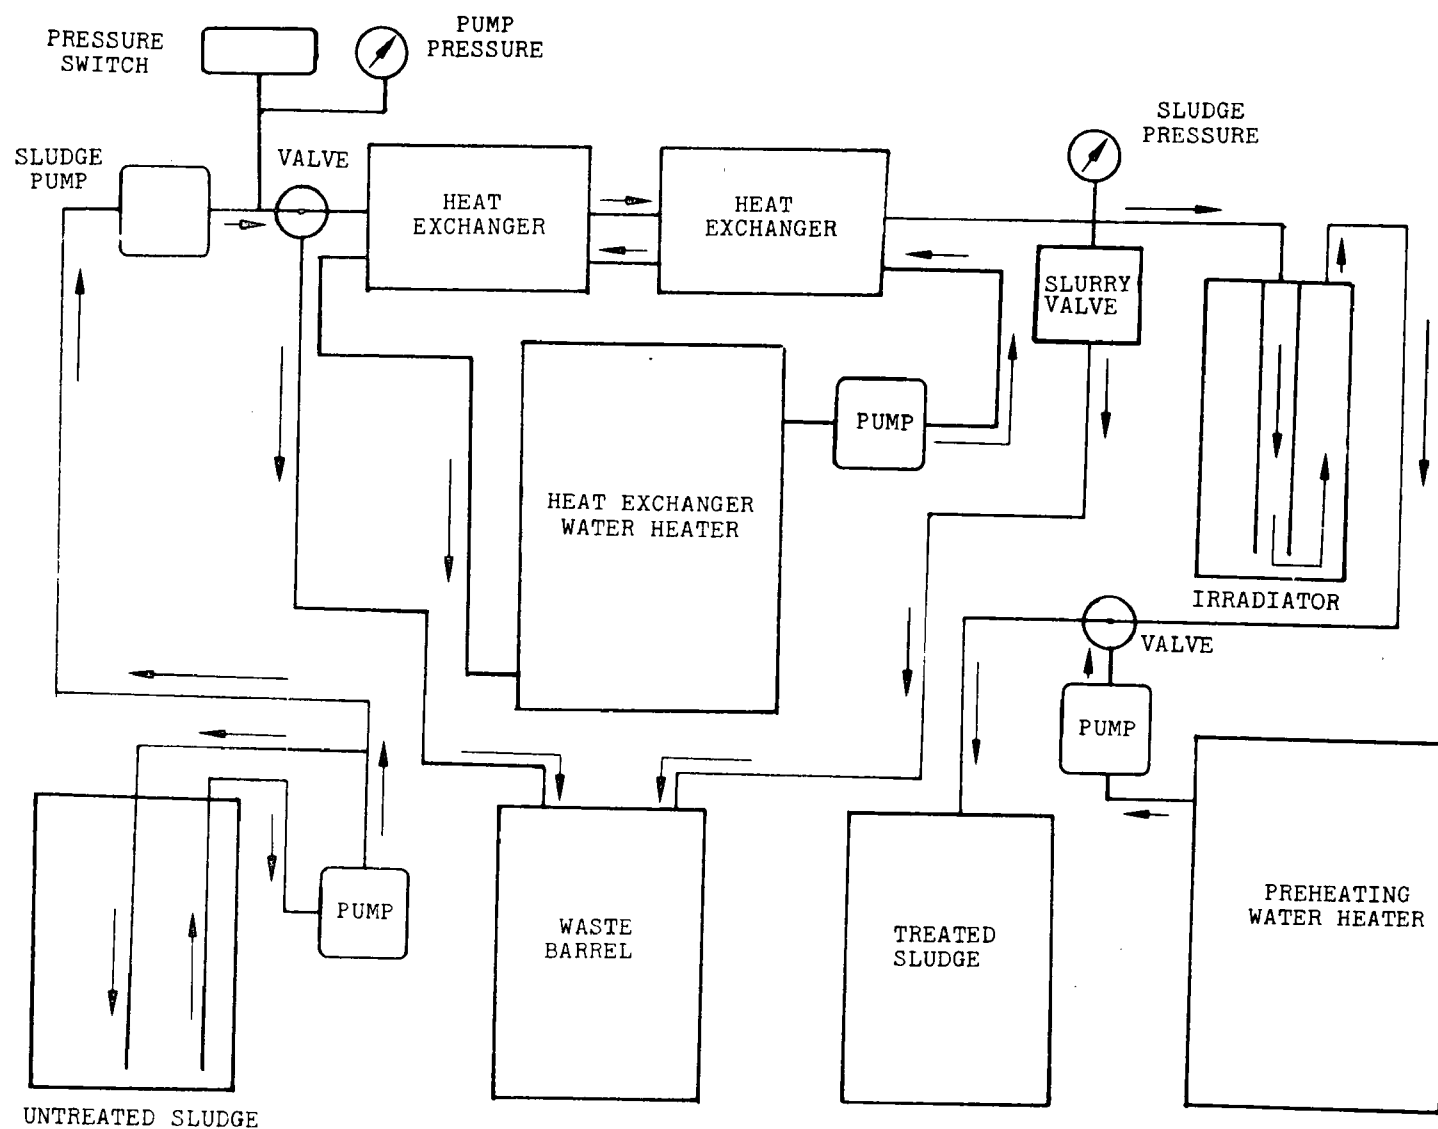 PRESSURE
SWITCH
PUMP
PRESSURE
SLUDGE
PRESSURE
SLUDGE
PUMP
VALVE
HEAT
EXCHANGER
HEAT
EXCHANGER
SLURRY
VALVE
PUMP
HEAT EXCHANGER
WATER HEATER
IRRADIATOR
VALVE
PUMP
PUMP
WASTE
BARREL
TREATED
SLUDGE
PREHEATING
WATER HEATER
UNTREATED SLUDGE